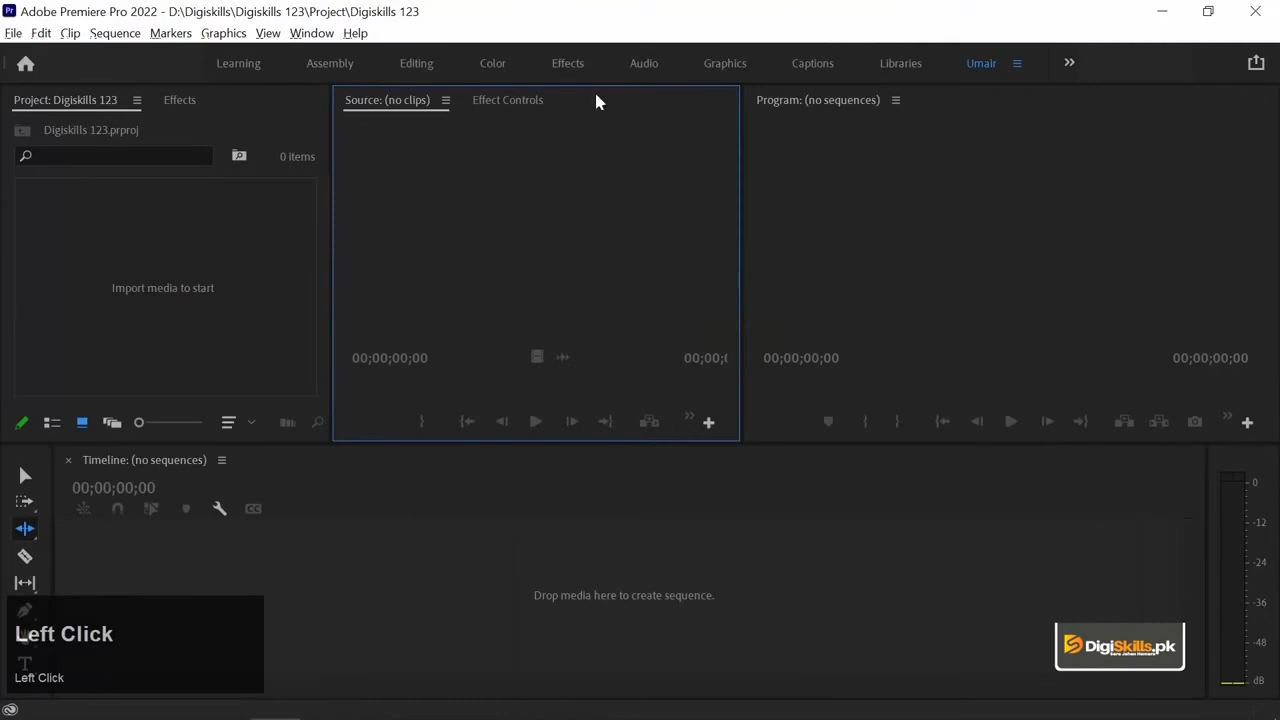 Adobe Premiere Pro 2022 - D:\Digiskills\Digiskills 123\Project\Digiskills 123
File Edit Clip Sequence Markers Graphics View Window Help
Learning Assembly Editing Color Effects Audio Graphics Captions Libraries Umair
Project: Digiskills 123 Effects
Source: (no clips) Effect Controls
Program: (no sequences)
Digiskills 123.prproj
0 items
Import media to start
00;00;00;00
00;00;0
00;00;00;00
00;00;00;00
Timeline: (no sequences)
00;00;00;00
CC
Drop media here to create sequence.
0
-12
-24
-36
-48
dB
T
Left Click
Left Click
DigiSkills.pk